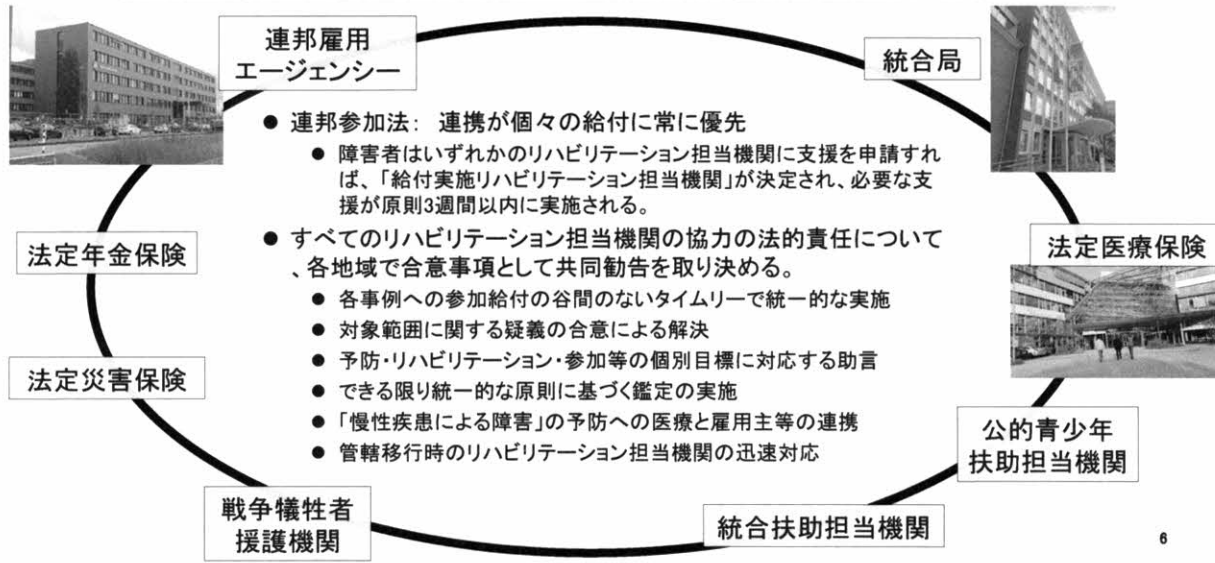 連邦雇用
エージェンシー
統合局
● 連邦参加法: 連携が個々の給付に常に優先
● 障害者はいずれかのリハビリテーション担当機関に支援を申請すれ
ば、「給付実施リハビリテーション担当機関」が決定され、必要な支
援が原則3週間以内に実施される。
● すべてのリハビリテーション担当機関の協力の法的責任について
、各地域で合意事項として共同勧告を取り決める。
● 各事例への参加給付の谷間のないタイムリーで統一的な実施
● 対象範囲に関する疑義の合意による解決
● 予防・リハビリテーション・参加等の個別目標に対応する助言
● できる限り統一的な原則に基づく鑑定の実施
● 「慢性疾患による障害」の予防への医療と雇用主等の連携
● 管轄移行時のリハビリテーション担当機関の迅速対応
法定年金保険
法定医療保険
法定災害保険
公的青少年
扶助担当機関
戦争犠牲者
援護機関
統合扶助担当機関
6